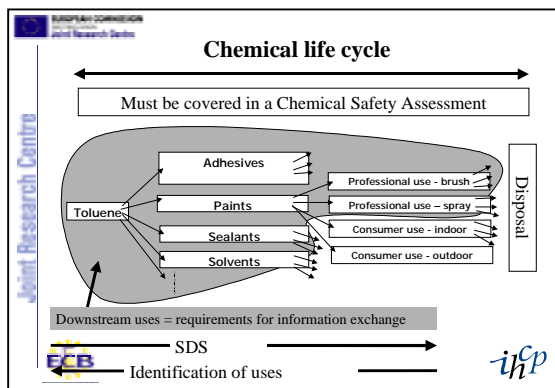 EUROPEAN COMMISSION
Joint Research Centre
Chemical life cycle
Must be covered in a Chemical Safety Assessment
Joint Research Centre
Adhesives
Toluene
Paints
Sealants
Solvents
Professional use - brush
Professional use – spray
Consumer use - indoor
Consumer use - outdoor
Disposal
Downstream uses = requirements for information exchange
SDS
ECB
Identification of uses
ihcp